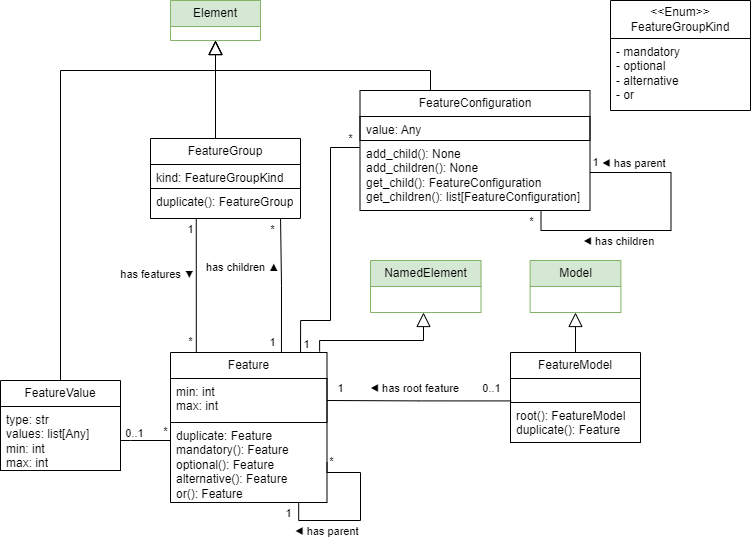 Element
<<Enum>>
FeatureGroupKind
- mandatory
- optional
- alternative
- or
FeatureConfiguration
value: Any
add_child(): None
add_children(): None
get_child(): FeatureConfiguration
get_children(): list[FeatureConfiguration]
*
1 ◀ has parent
*
◀ has children
FeatureGroup
kind: FeatureGroupKind
duplicate(): FeatureGroup
1
*
has features ▼
has children ▲
*
1
1
NamedElement
Model
Feature
min: int
max: int
duplicate: Feature
mandatory(): Feature
optional(): Feature
alternative(): Feature
or(): Feature
1
◀ has root feature
0..1
FeatureModel
root(): FeatureModel
duplicate(): Feature
FeatureValue
type: str
values: list[Any]
min: int
max: int
0..1
*
*
1
◀ has parent